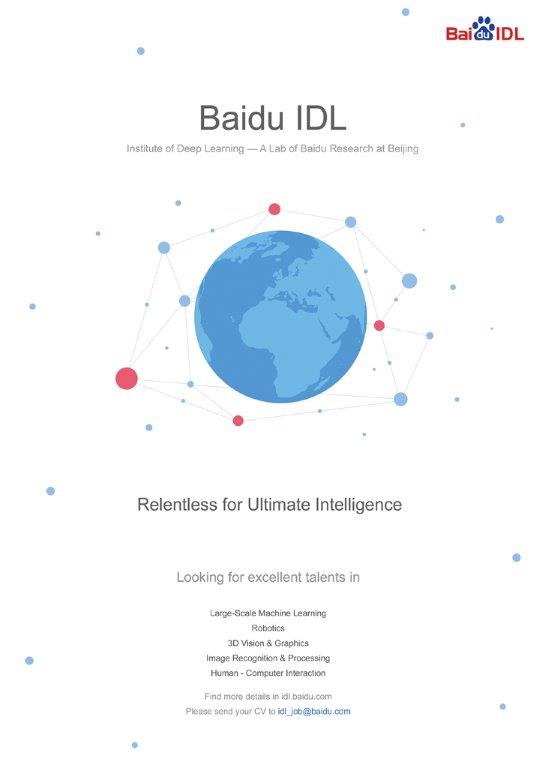 Bai du IDL
Baidu IDL
Institute of Deep Learning — A Lab of Baidu Research at Beijing
Relentless for Ultimate Intelligence
Looking for excellent talents in
Large-Scale Machine Learning
Robotics
3D Vision & Graphics
Image Recognition & Processing
Human - Computer Interaction
Find more details in idl.baidu.com
Please send your CV to idl_job@baidu.com